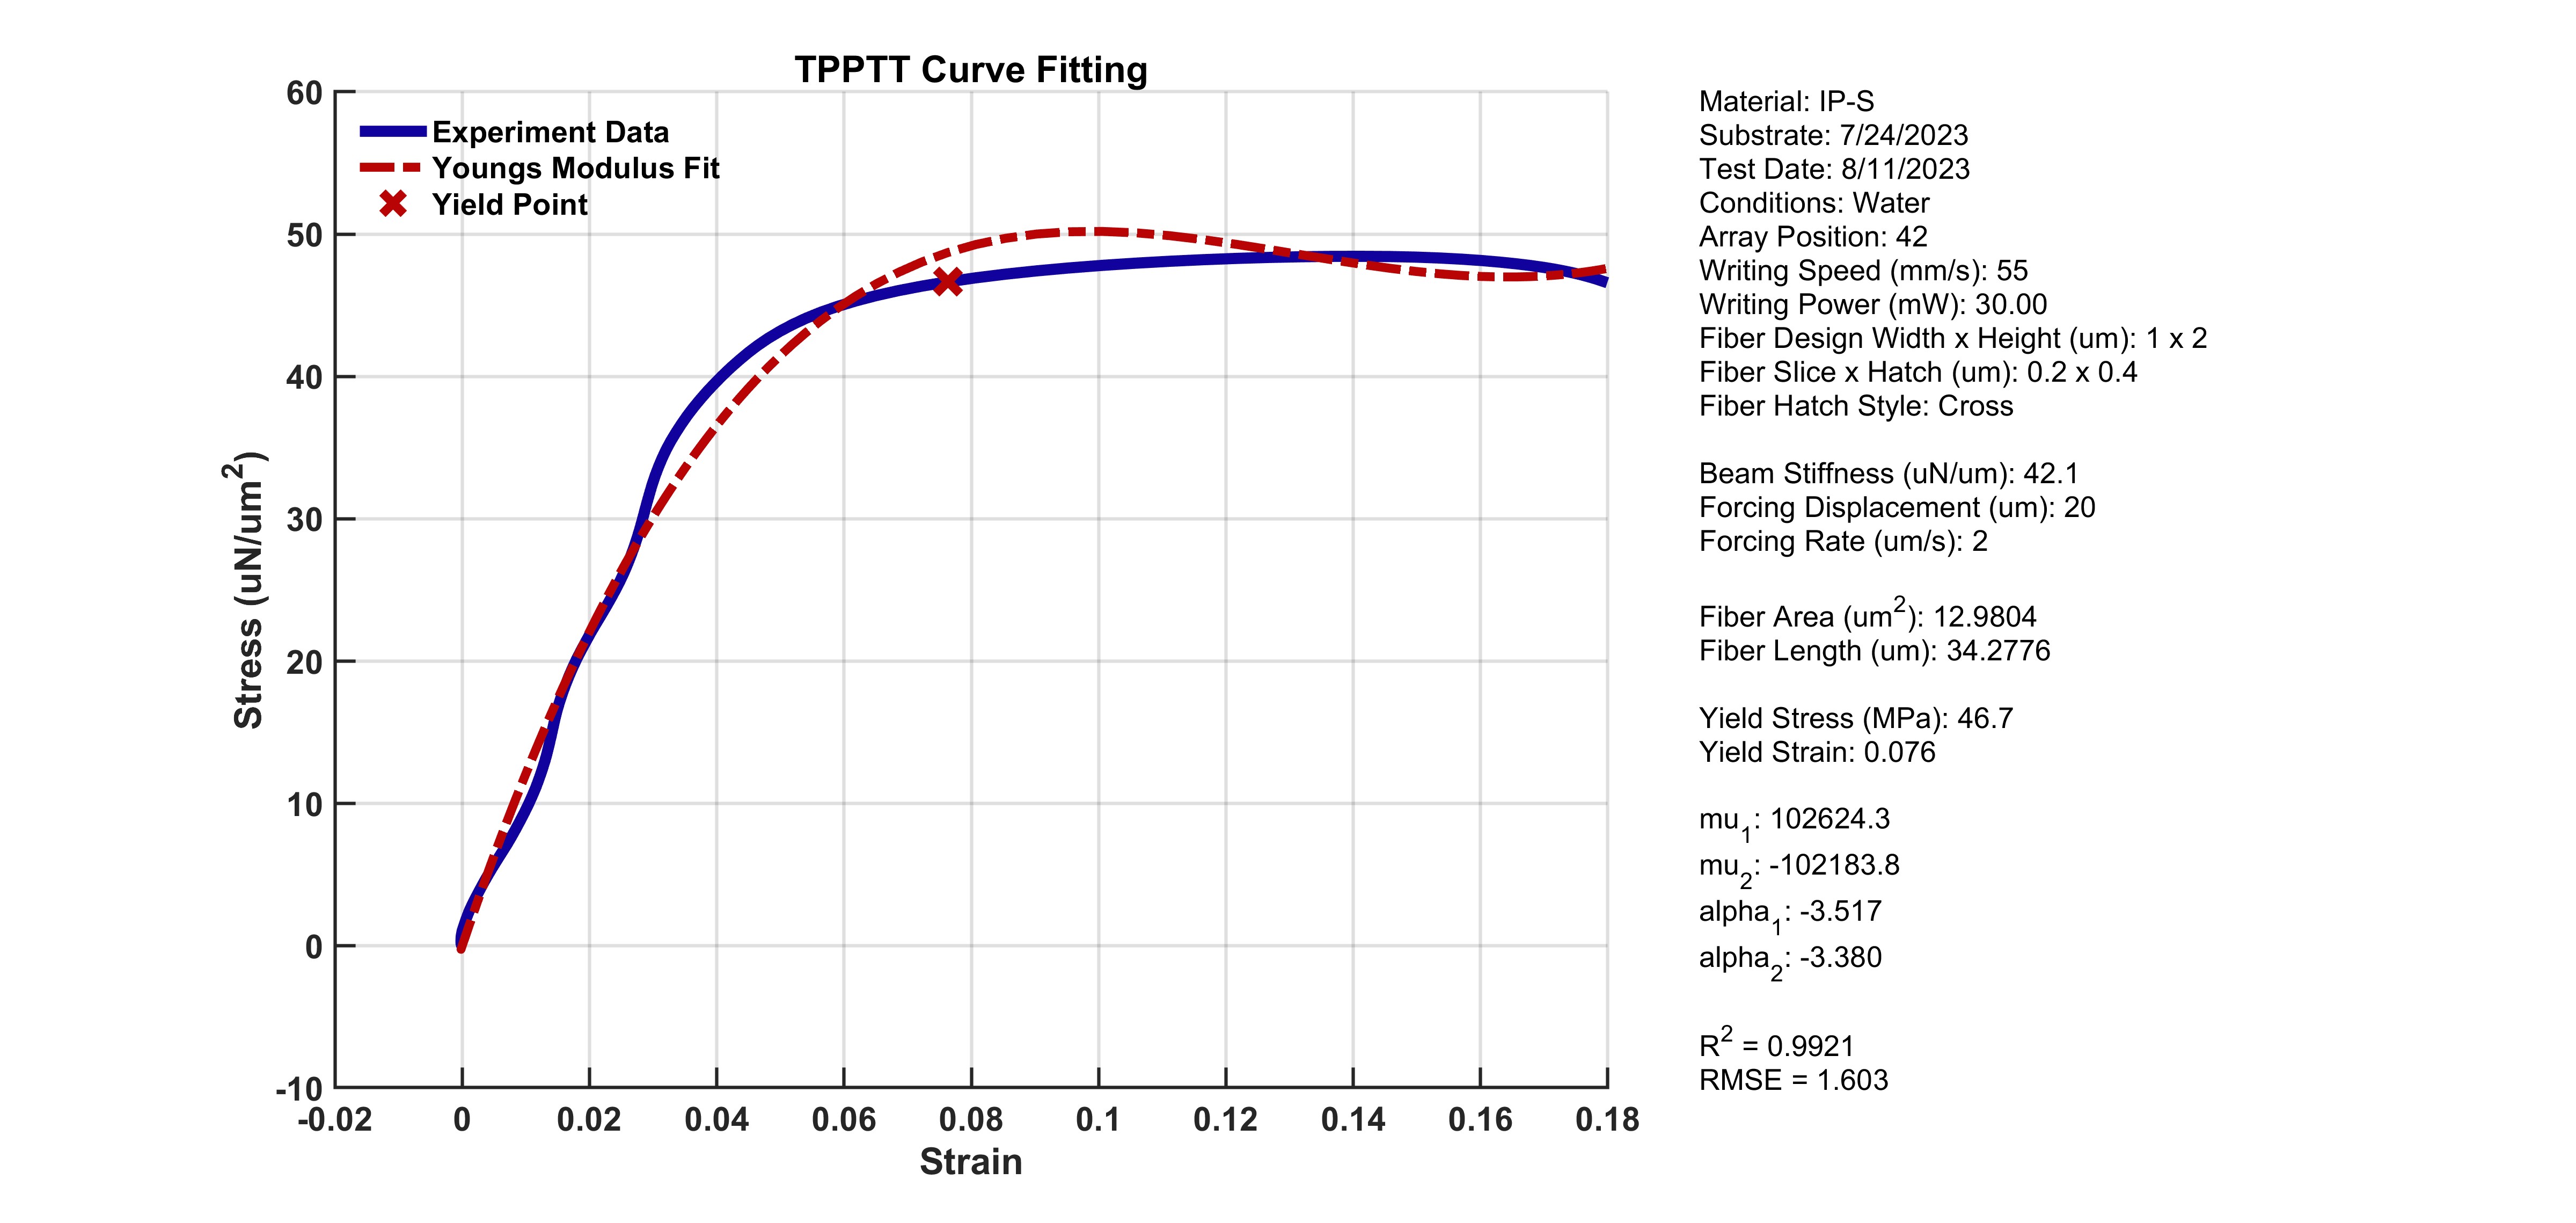 TPPTT Curve Fitting
60
50
40
30
20
10
0
-10
Stress (uN/um²)
Experiment Data
Youngs Modulus Fit
Yield Point
-0.02 0 0.02 0.04 0.06 0.08 0.1 0.12 0.14 0.16 0.18
Strain
Material: IP-S
Substrate: 7/24/2023
Test Date: 8/11/2023
Conditions: Water
Array Position: 42
Writing Speed (mm/s): 55
Writing Power (mW): 30.00
Fiber Design Width x Height (um): 1 x 2
Fiber Slice x Hatch (um): 0.2 x 0.4
Fiber Hatch Style: Cross
Beam Stiffness (uN/um): 42.1
Forcing Displacement (um): 20
Forcing Rate (um/s): 2
Fiber Area (um²): 12.9804
Fiber Length (um): 34.2776
Yield Stress (MPa): 46.7
Yield Strain: 0.076
mu₁: 102624.3
mu₂: -102183.8
alpha₁: -3.517
alpha₂: -3.380
R² = 0.9921
RMSE = 1.603